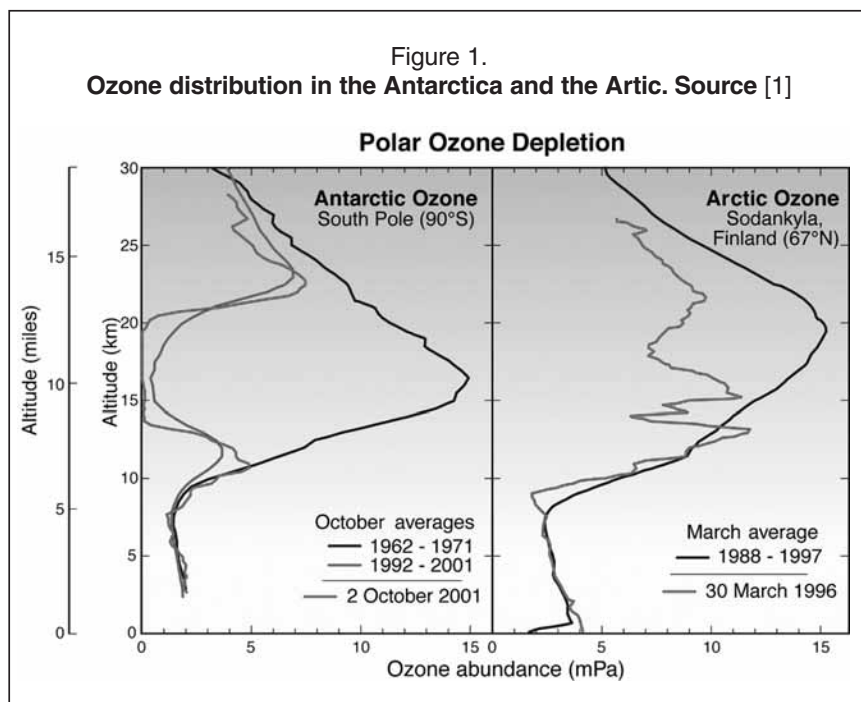 Figure 1.
Ozone distribution in the Antarctica and the Artic. Source [1]
Polar Ozone Depletion
Altitude (miles)
15
10
5
0
Altitude (km)
30
25
20
15
10
5
0
Antarctic Ozone
South Pole (90°S)
October averages
1962 - 1971
1992 - 2001
2 October 2001
0
5
10
15
Arctic Ozone
Sodankyla,
Finland (67°N)
March average
1988 - 1997
30 March 1996
0
5
10
15
Ozone abundance (mPa)